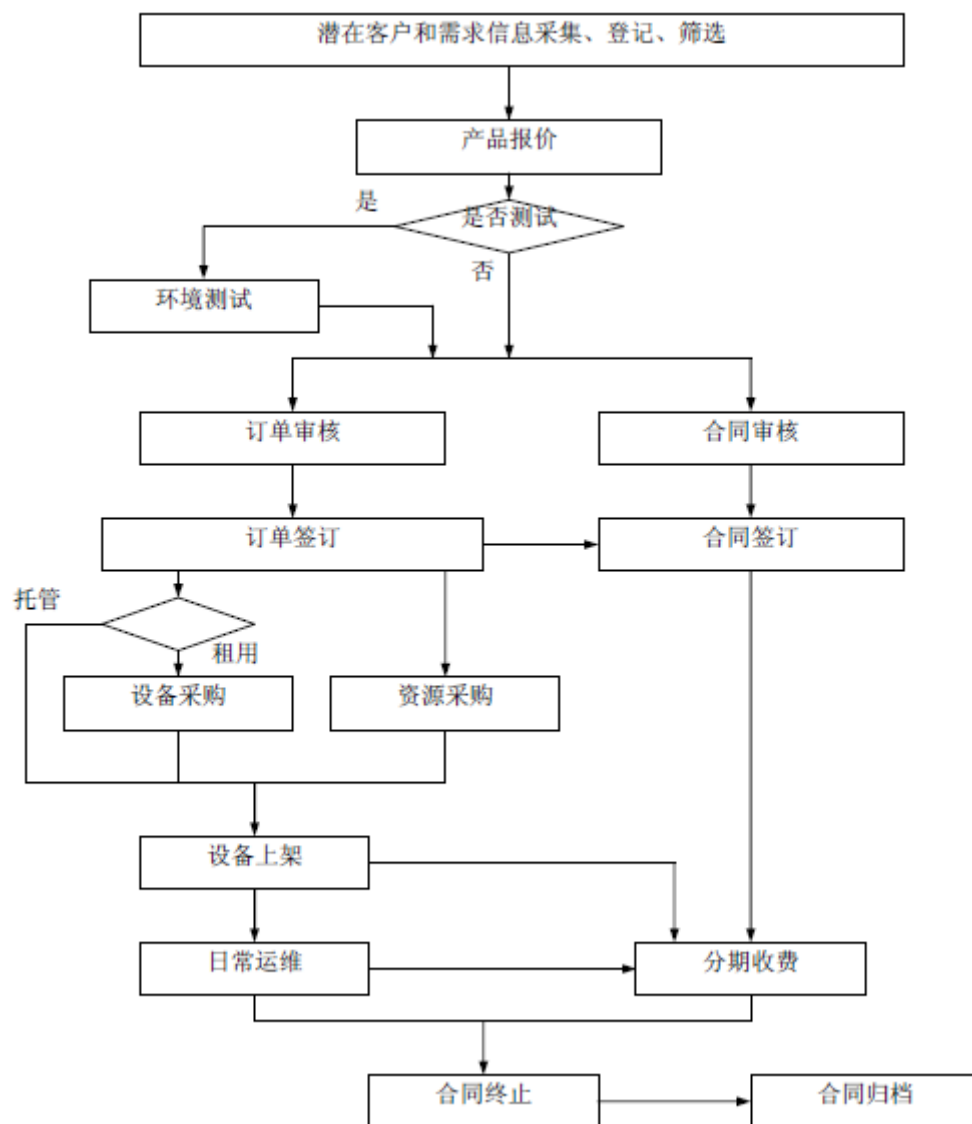 潜在客户和需求信息采集、登记、筛选
产品报价
是
是否测试
否
环境测试
订单审核
合同审核
订单签订
合同签订
托管
租用
设备采购
资源采购
设备上架
日常运维
分期收费
合同终止
合同归档